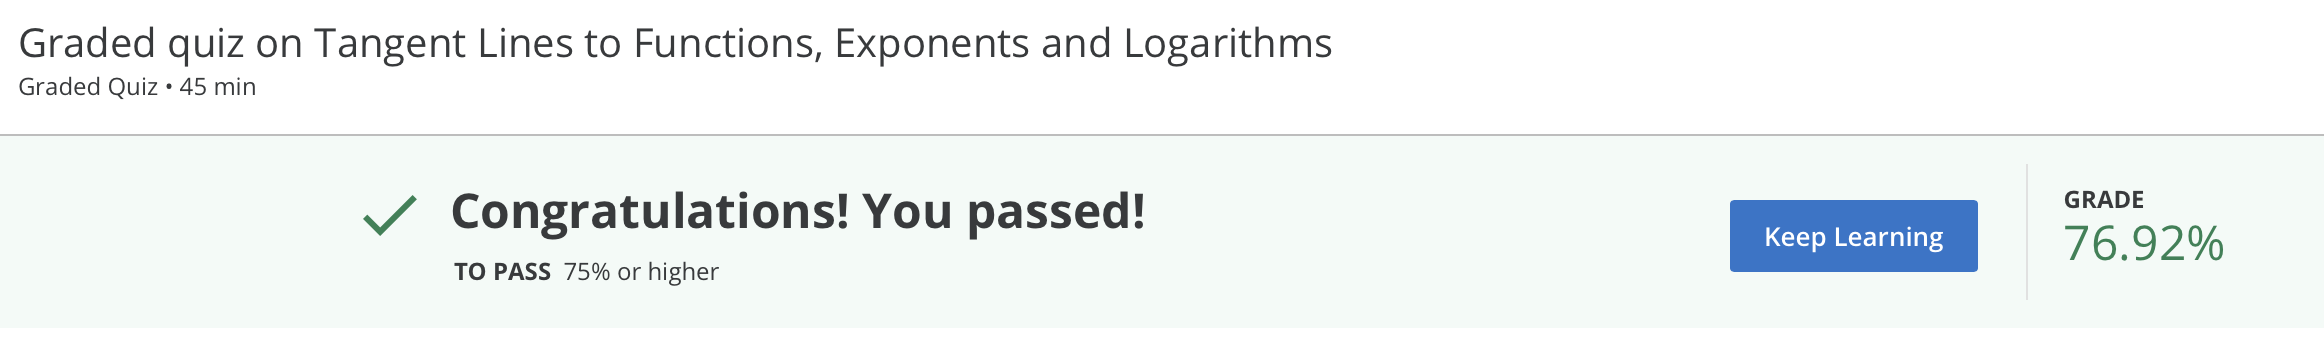 Graded quiz on Tangent Lines to Functions, Exponents and Logarithms
Graded Quiz • 45 min
Congratulations! You passed!
TO PASS 75% or higher
Keep Learning
GRADE
76.92%